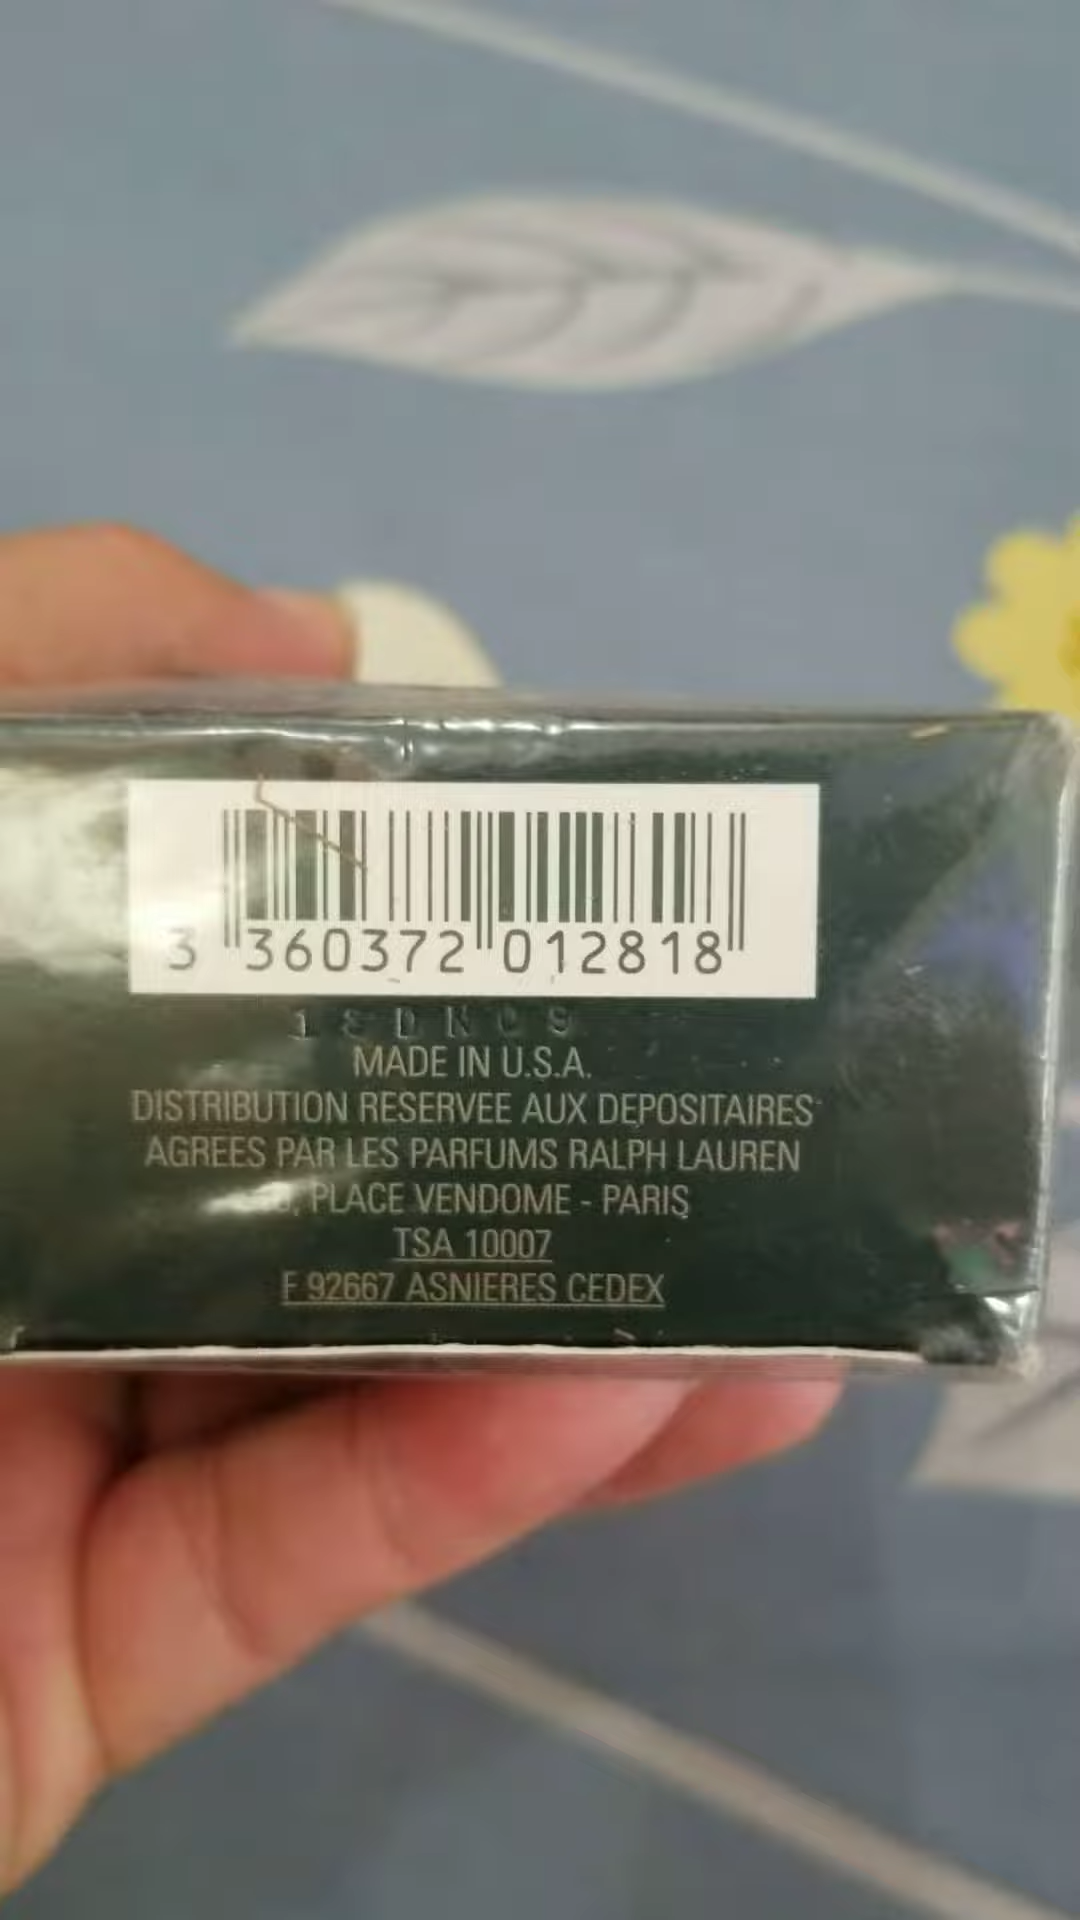 3 360372 012818
MADE IN U.S.A.
DISTRIBUTION RESERVEE AUX DEPOSITAIRES
AGREES PAR LES PARFUMS RALPH LAUREN
PLACE VENDOME - PARIS
TSA 10007
F 92667 ASNIERES CEDEX